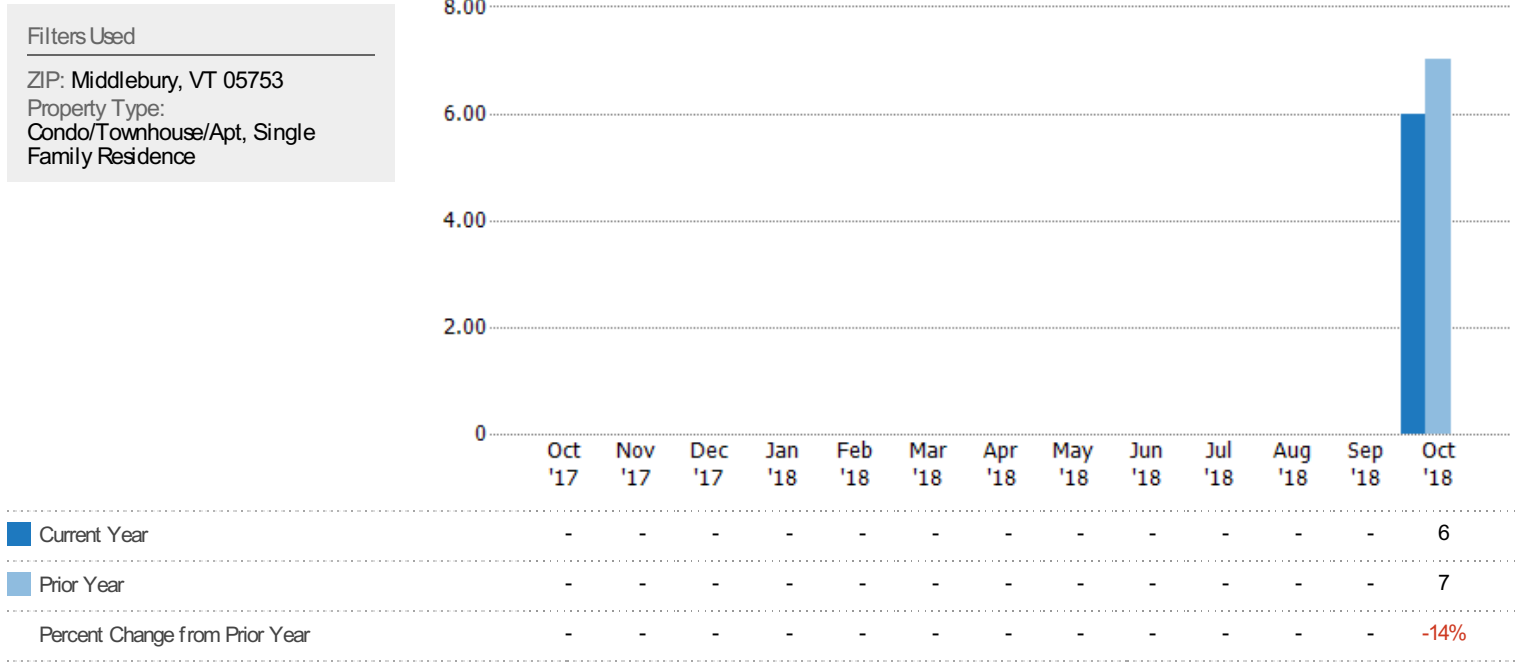 Filters Used
ZIP: Middlebury, VT 05753
Property Type:
Condo/Townhouse/Apt, Single
Family Residence
8.00
6.00
4.00
2.00
0
Oct Nov Dec Jan Feb Mar Apr May Jun Jul Aug Sep Oct
'17 '17 '17 '18 '18 '18 '18 '18 '18 '18 '18 '18 '18
Current Year - - - - - - - - - - - - 6
Prior Year - - - - - - - - - - - - 7
Percent Change from Prior Year - - - - - - - - - - - - -14%